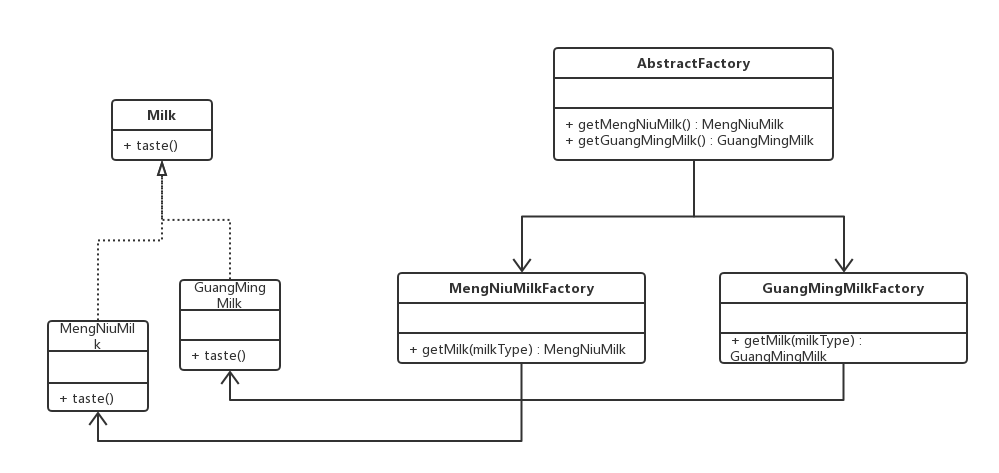 AbstractFactory
+ getMengNiuMilk() : MengNiuMilk
+ getGuangMingMilk() : GuangMingMilk
Milk
+ taste()
MengNiuMilkFactory
+ getMilk(milkType) : MengNiuMilk
GuangMingMilkFactory
+ getMilk(milkType) :
GuangMingMilk
GuangMing
Milk
+ taste()
MengNiuMil
k
+ taste()